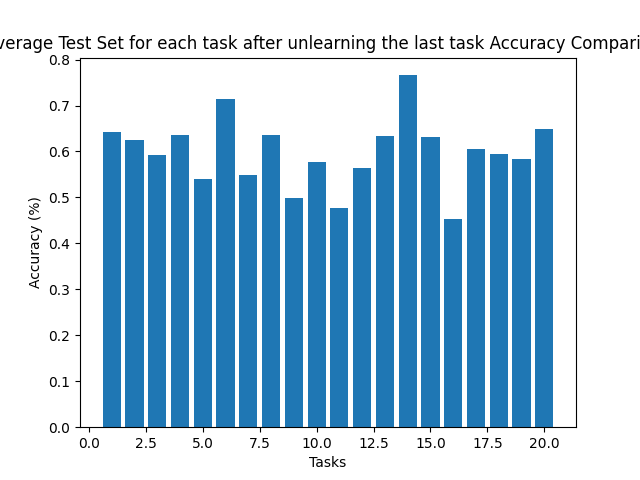 verage Test Set for each task after unlearning the last task Accuracy Compari
0.8
0.7
0.6
0.5
0.4
0.3
0.2
0.1
0.0
Accuracy (%)
0.0 2.5 5.0 7.5 10.0 12.5 15.0 17.5 20.0
Tasks